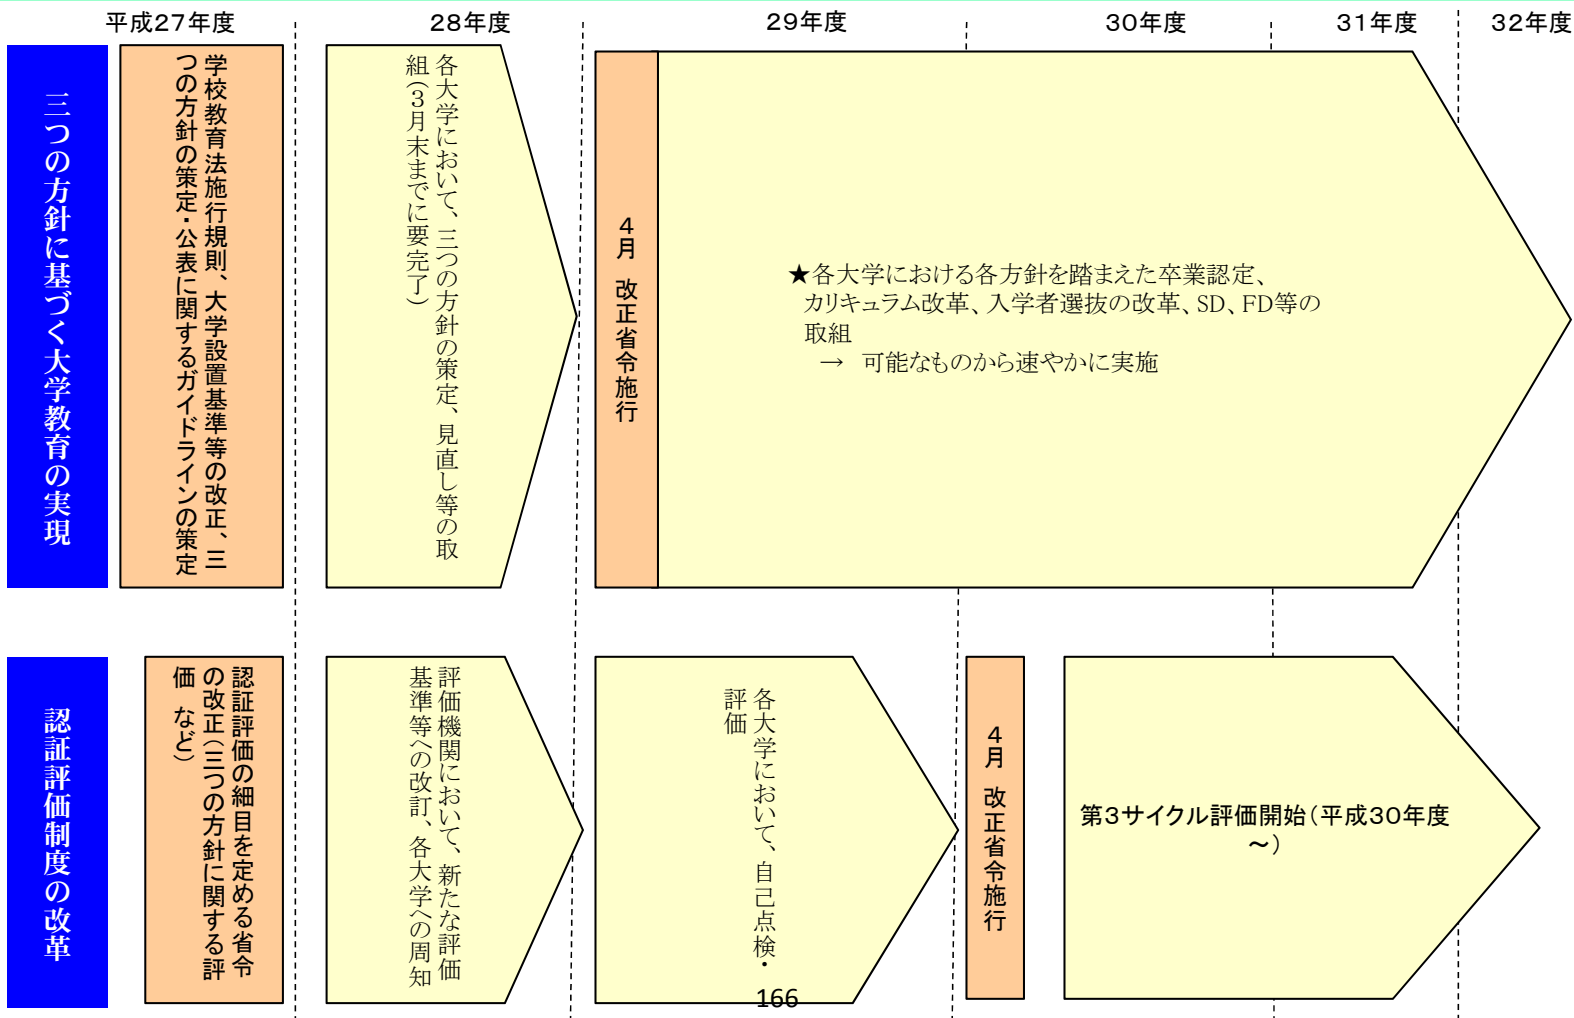 平成27年度
28年度
29年度
30年度
31年度
32年度
三つの方針に基づく大学教育の実現
学校教育法施行規則、大学設置基準等の改正、三
つの方針の策定・公表に関するガイドラインの策定
各大学において、三つの方針の策定、見直し等の取
組（3月末までに要完了）
4月 改正省令施行
★各大学における各方針を踏まえた卒業認定、
カリキュラム改革、入学者選抜の改革、SD、FD等の
取組
→ 可能なものから速やかに実施
認証評価制度の改革
認証評価の細目を定める省令
の改正（三つの方針に関する評
価 など）
評価機関において、新たな評価
基準等への改訂、各大学への周知
各大学において、自己点検・
評価
4月 改正省令施行
第3サイクル評価開始（平成30年度
～）
166